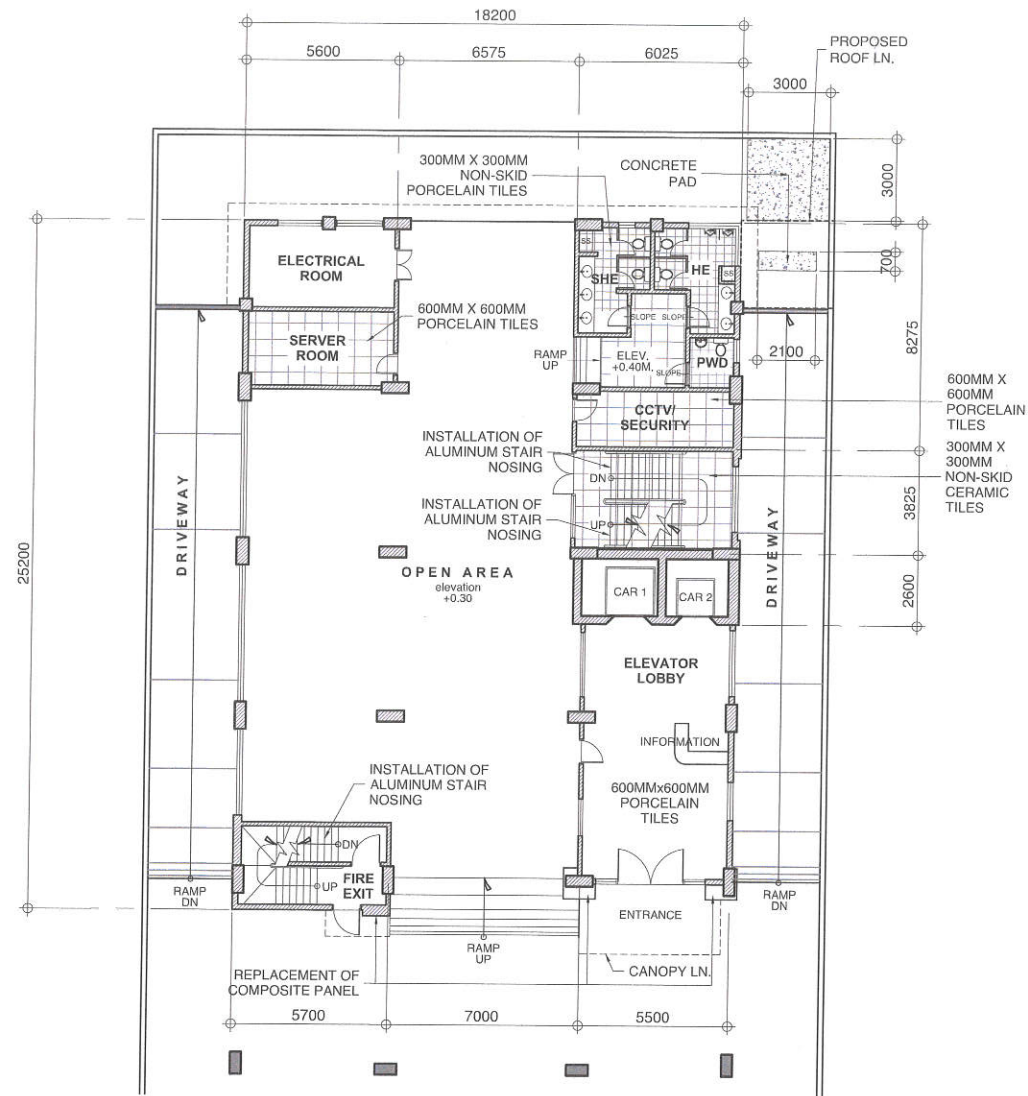 18200
5600
6575
6025
PROPOSED
ROOF LN.
3000
300MM X 300MM
NON-SKID
PORCELAIN TILES
CONCRETE
PAD
3000
ELECTRICAL
ROOM
SS
SHE
HE
SS
700
600MM X 600MM
PORCELAIN TILES
SERVER
ROOM
SLOPE
SLOPE
RAMP
UP
ELEV.
+0.40M.
SLOPE
PWD
2100
8275
600MM X
600MM
PORCELAIN
TILES
CCTV/
SECURITY
INSTALLATION OF
ALUMINUM STAIR
NOSING
DN
300MM X
300MM
NON-SKID
CERAMIC
TILES
INSTALLATION OF
ALUMINUM STAIR
NOSING
UP
3825
DRIVEWAY
DRIVEWAY
25200
OPEN AREA
elevation
+0.30
CAR 1
CAR 2
2600
ELEVATOR
LOBBY
INFORMATION
INSTALLATION OF
ALUMINUM STAIR
NOSING
600MMx600MM
PORCELAIN
TILES
DN
UP
FIRE
EXIT
RAMP
DN
RAMP
DN
ENTRANCE
RAMP
UP
CANOPY LN.
REPLACEMENT OF
COMPOSITE PANEL
5700
7000
5500